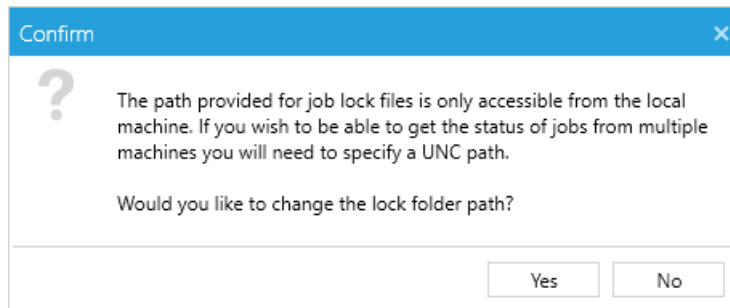 Confirm
The path provided for job lock files is only accessible from the local
machine. If you wish to be able to get the status of jobs from multiple
machines you will need to specify a UNC path.
Would you like to change the lock folder path?
Yes
No